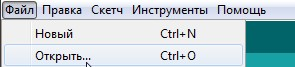 Файл Правка Скетч Инструменты Помощь
Новый Ctrl+N
Открыть... Ctrl+O